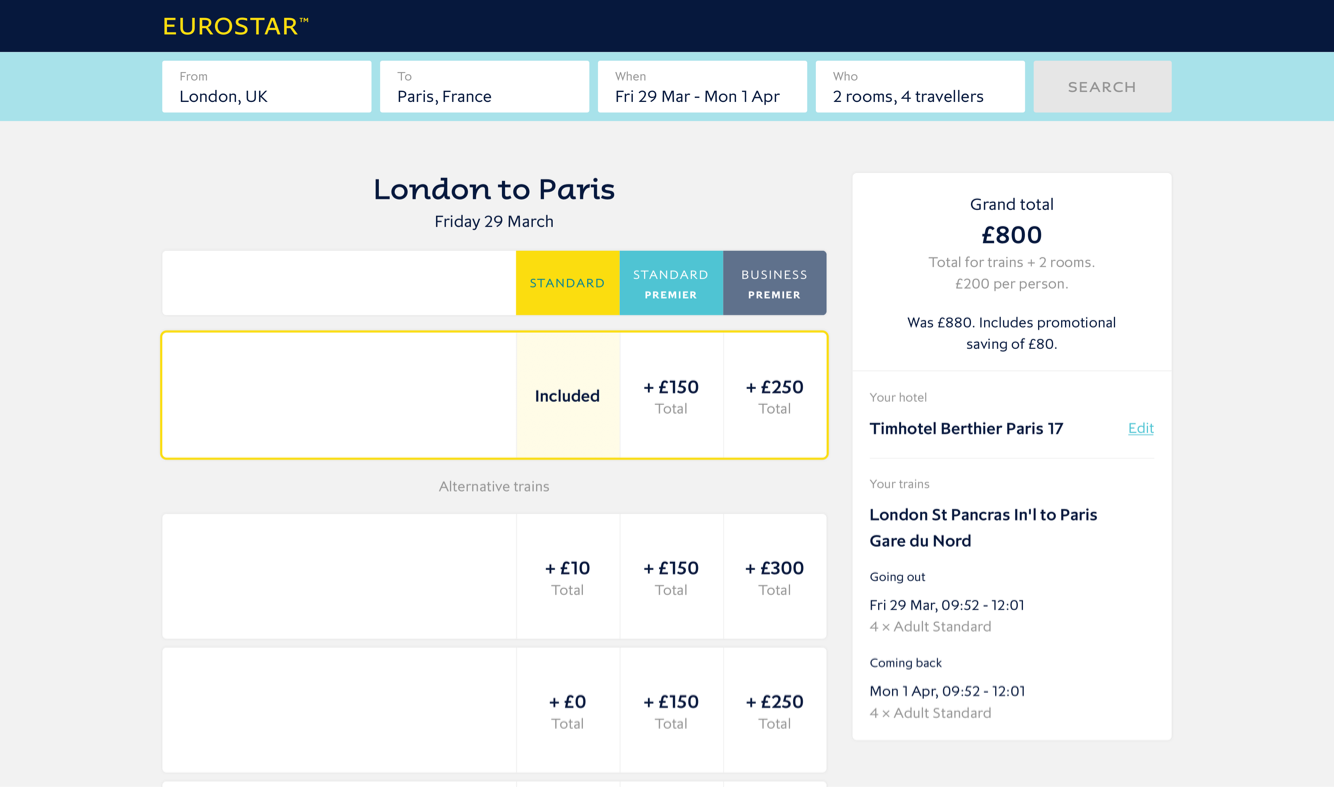 EUROSTAR™
From
London, UK
To
Paris, France
When
Fri 29 Mar - Mon 1 Apr
Who
2 rooms, 4 travellers
SEARCH
London to Paris
Friday 29 March
STANDARD
STANDARD
PREMIER
BUSINESS
PREMIER
Included
+ £150
Total
+ £250
Total
Alternative trains
+ £10
Total
+ £150
Total
+ £300
Total
+ £0
Total
+ £150
Total
+ £250
Total
Grand total
£800
Total for trains + 2 rooms.
£200 per person.
Was £880. Includes promotional
saving of £80.
Your hotel
Timhotel Berthier Paris 17
Edit
Your trains
London St Pancras In'l to Paris
Gare du Nord
Going out
Fri 29 Mar, 09:52 - 12:01
4 × Adult Standard
Coming back
Mon 1 Apr, 09:52 - 12:01
4 × Adult Standard